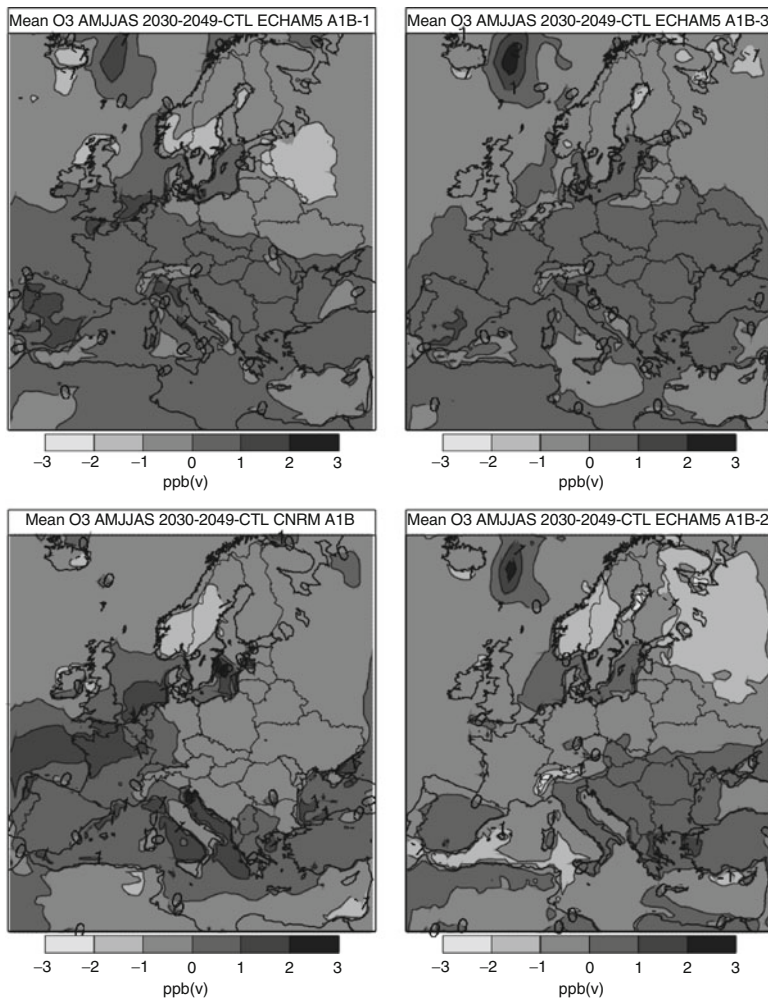 Mean O3 AMJJAS 2030-2049-CTL ECHAM5 A1B-1
−3 −2 −1 0 1 2 3
ppb(v)
Mean O3 AMJJAS 2030-2049-CTL ECHAM5 A1B-3
−3 −2 −1 0 1 2 3
ppb(v)
Mean O3 AMJJAS 2030-2049-CTL CNRM A1B
−3 −2 −1 0 1 2 3
ppb(v)
Mean O3 AMJJAS 2030-2049-CTL ECHAM5 A1B-2
−3 −2 −1 0 1 2 3
ppb(v)